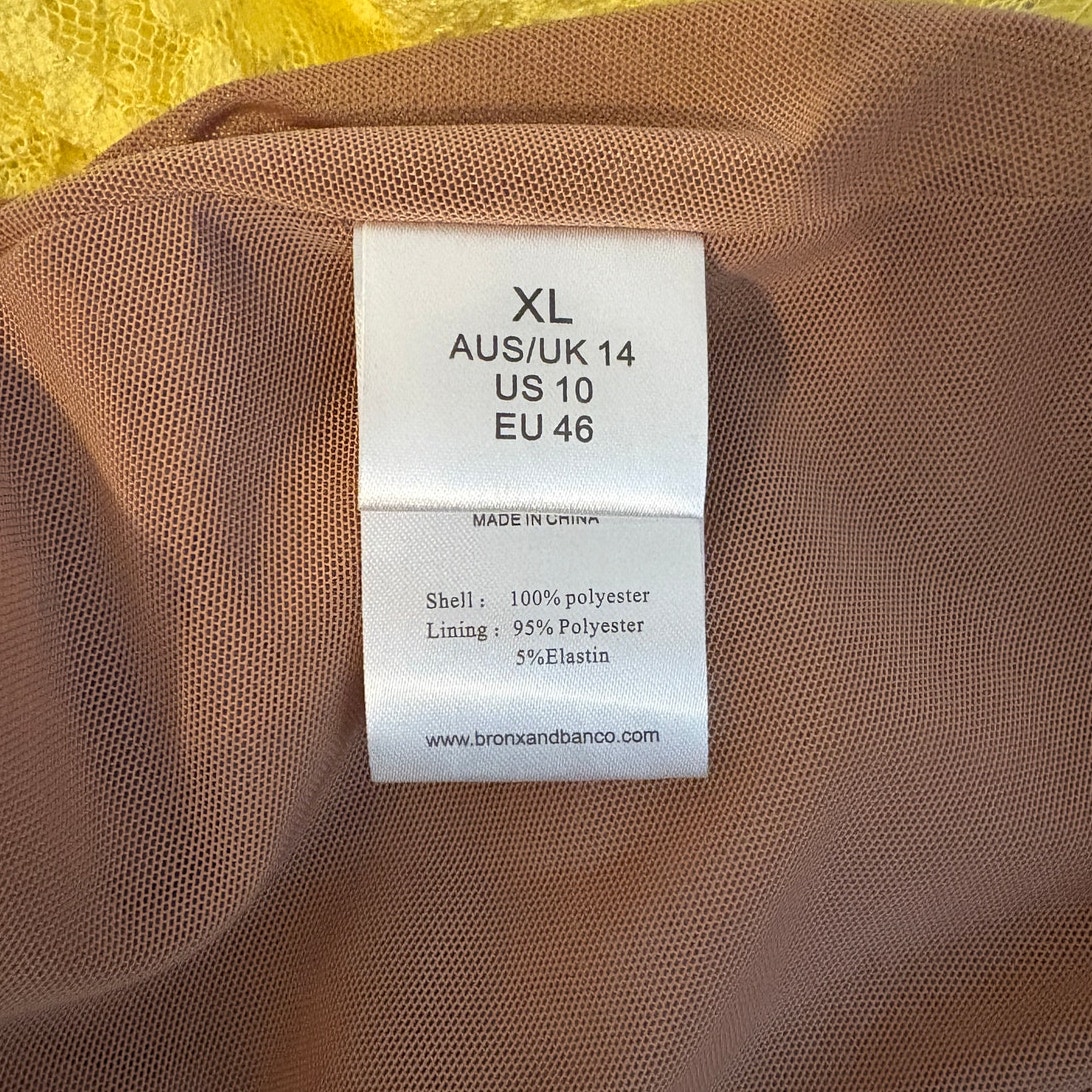 XL
AUS/UK 14
US 10
EU 46
MADE IN CHINA
Shell : 100% polyester
Lining : 95% Polyester
5%Elastin
www.bronxandbanco.com